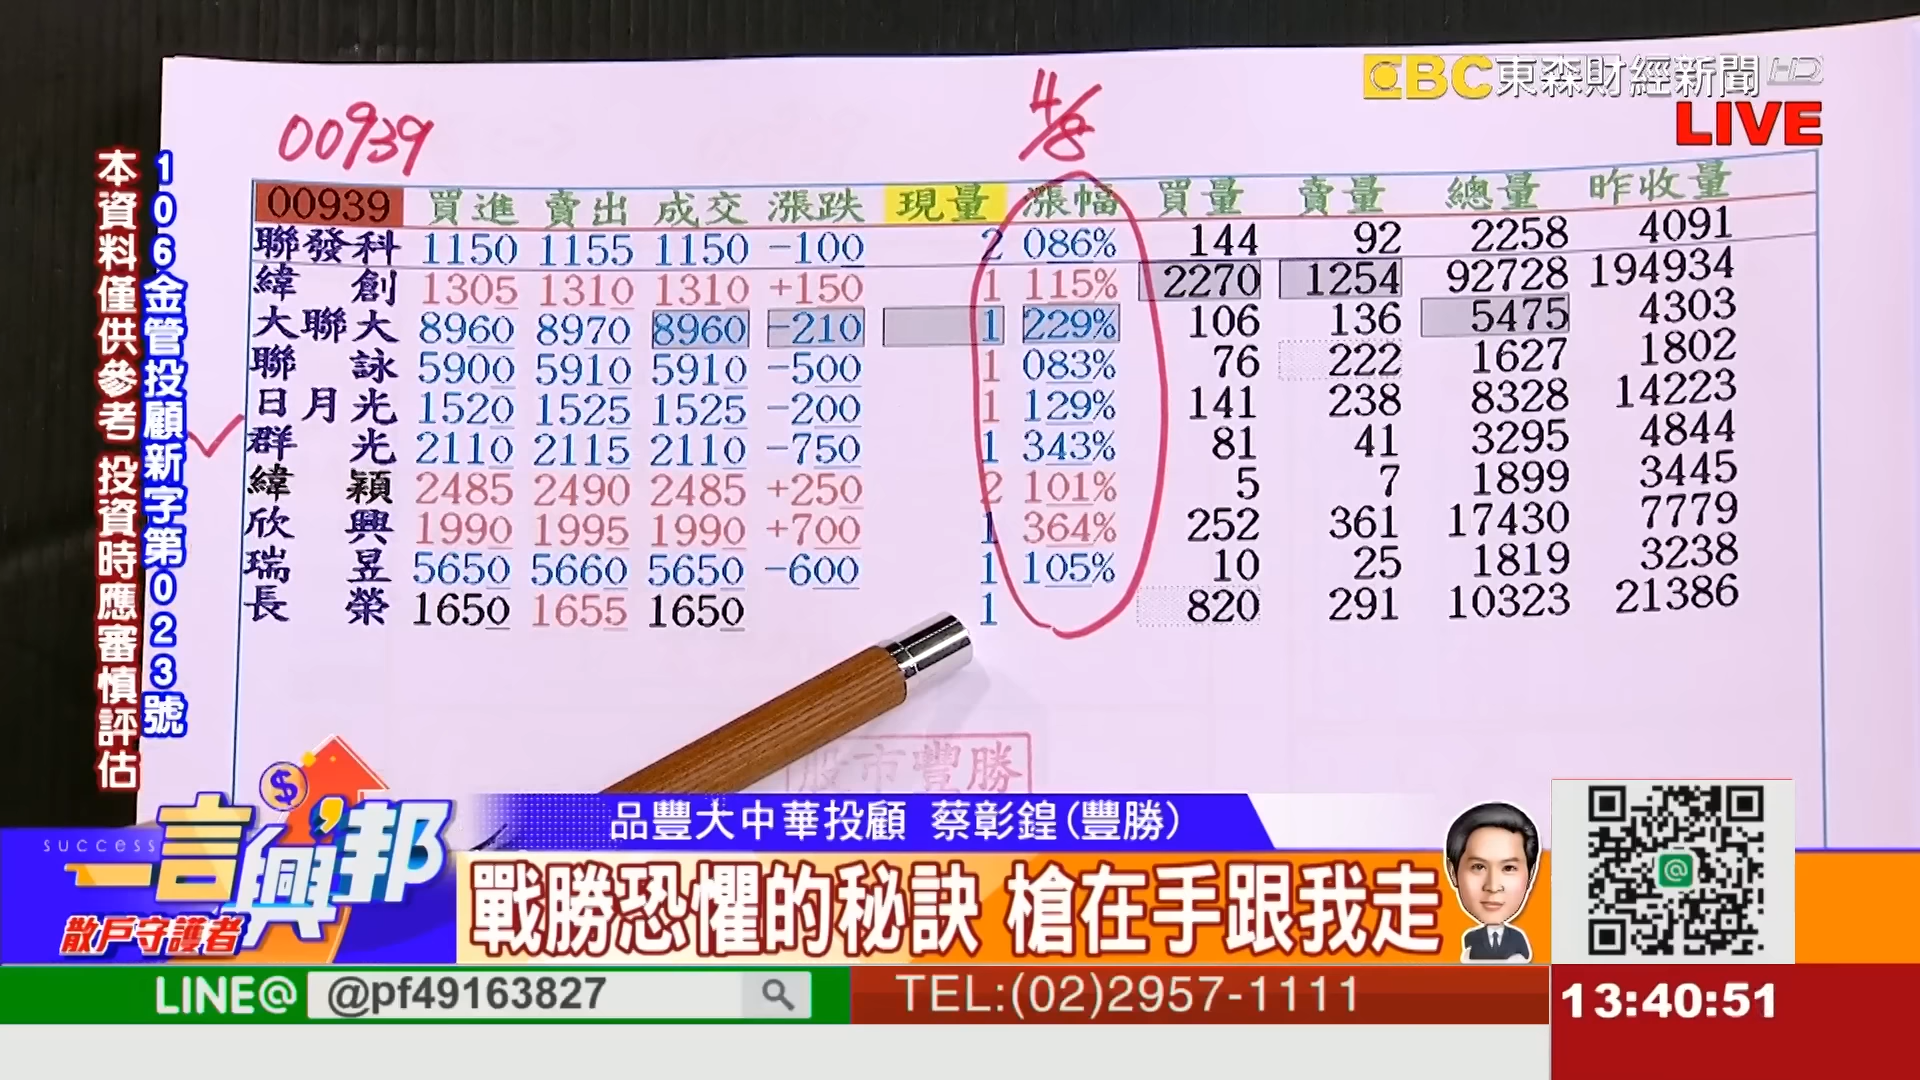 EBC東森財經新聞HD
LIVE
00939
4/8
00939 買進 賣出 成交 漲跌 現量 漲幅 買量 賣量 總量 昨收量
聯發科 1150 1155 1150 -100 2 086% 144 92 2258 4091
緯創 1305 1310 1310 +150 1 115% 2270 1254 92728 194934
大聯大 8960 8970 8960 -210 1 229% 106 136 5475 4303
聯詠 5900 5910 5910 -500 1 083% 76 222 1627 1802
日月光 1520 1525 1525 -200 1 129% 141 238 8328 14223
群光 2110 2115 2110 -750 1 343% 81 41 3295 4844
緯穎 2485 2490 2485 +250 2 101% 5 7 1899 3445
欣興 1990 1995 1990 +700 1 364% 252 361 17430 7779
瑞昱 5650 5660 5650 -600 1 105% 10 25 1819 3238
長榮 1650 1655 1650 1 820 291 10323 21386
股市豐勝
106金管投顧新字第023號
本資料僅供參考 投資時應審慎評估
success
一言興邦
散戶守護者
品豐大中華投顧 蔡彰鍠(豐勝)
戰勝恐懼的秘訣 槍在手跟我走
LINE@ @pf49163827
TEL:(02)2957-1111
13:40:51